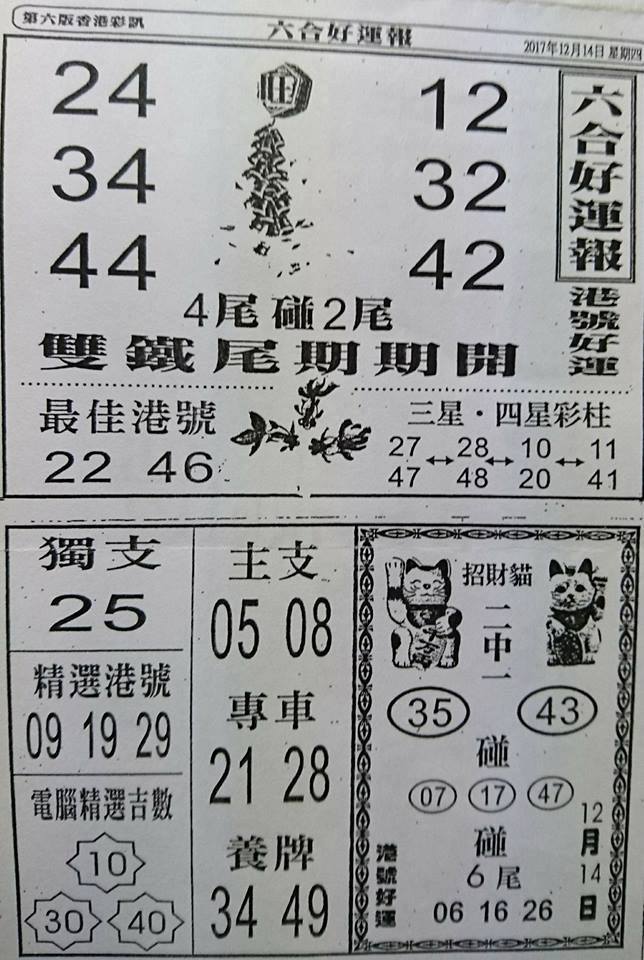 第六版香港彩訊
六合好運報
2017年12月14日 星期四
24
12
34
32
44
42
旺
4尾碰2尾
雙鐵尾期期開
六合好運報
港號好運
最佳港號
22 46
三星·四星彩柱
27 28 10 11
47 48 20 41
獨支
25
精選港號
09 19 29
電腦精選吉數
10
30 40
主支
05 08
專車
21 28
養牌
34 49
招財貓
二中一
35 43
碰
07 17 47
碰
6尾
06 16 26
港號好運
12月14日